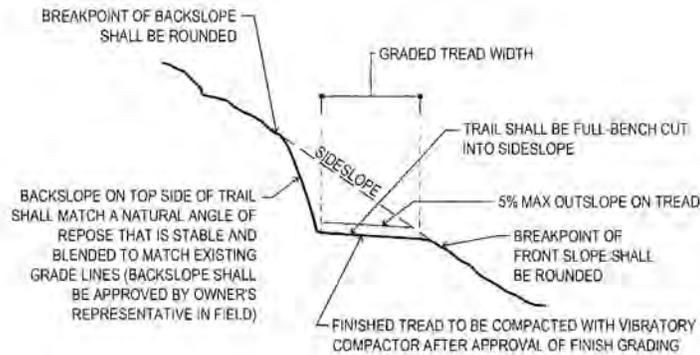 BREAKPOINT OF BACKSLOPE
SHALL BE ROUNDED
GRADED TREAD WIDTH
TRAIL SHALL BE FULL-BENCH CUT
INTO SIDESLOPE
SIDESLOPE
BACKSLOPE ON TOP SIDE OF TRAIL
SHALL MATCH A NATURAL ANGLE OF
REPOSE THAT IS STABLE AND
BLENDED TO MATCH EXISTING
GRADE LINES (BACKSLOPE SHALL
BE APPROVED BY OWNER'S
REPRESENTATIVE IN FIELD)
5% MAX OUTSLOPE ON TREAD
BREAKPOINT OF
FRONT SLOPE SHALL
BE ROUNDED
FINISHED TREAD TO BE COMPACTED WITH VIBRATORY
COMPACTOR AFTER APPROVAL OF FINISH GRADING